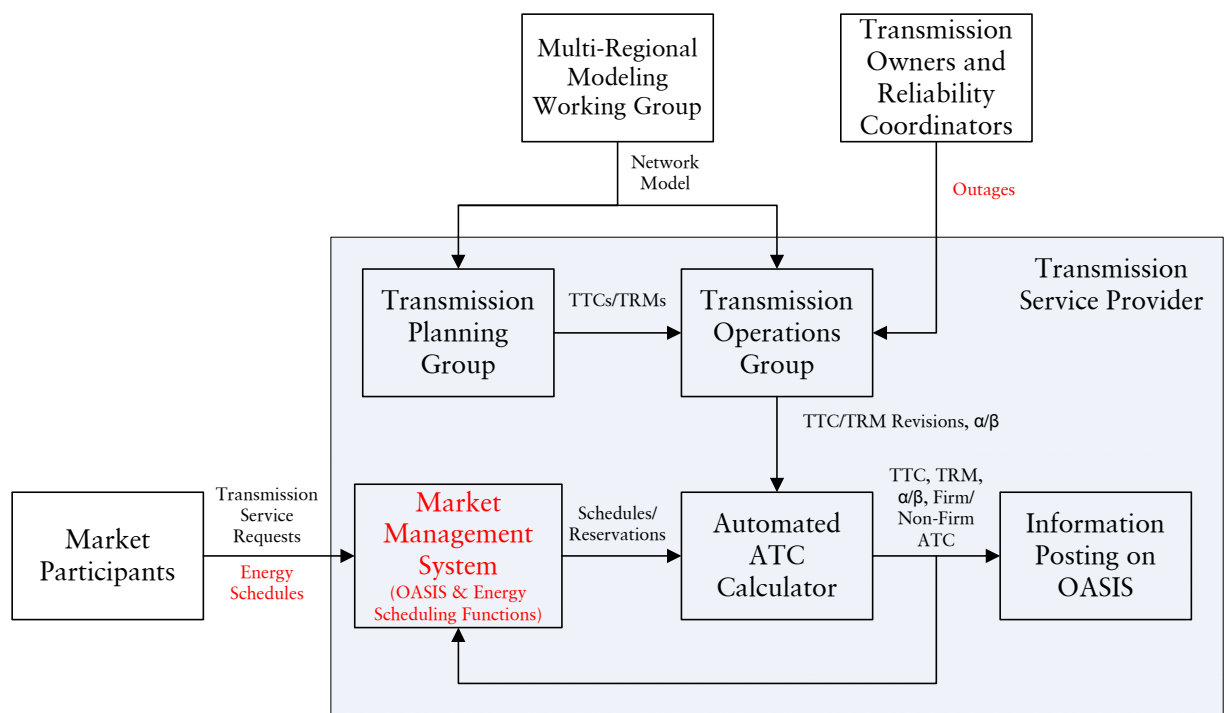 Multi-Regional
Modeling
Working Group
Transmission
Owners and
Reliability
Coordinators
Network
Model
Outages
Transmission
Service Provider
Transmission
Planning
Group
TTCs/TRMs
Transmission
Operations
Group
TTC/TRM Revisions, α/β
Market
Participants
Transmission
Service
Requests
Energy
Schedules
Market
Management
System
(OASIS & Energy
Scheduling Functions)
Schedules/
Reservations
Automated
ATC
Calculator
TTC, TRM,
α/β, Firm/
Non-Firm
ATC
Information
Posting on
OASIS